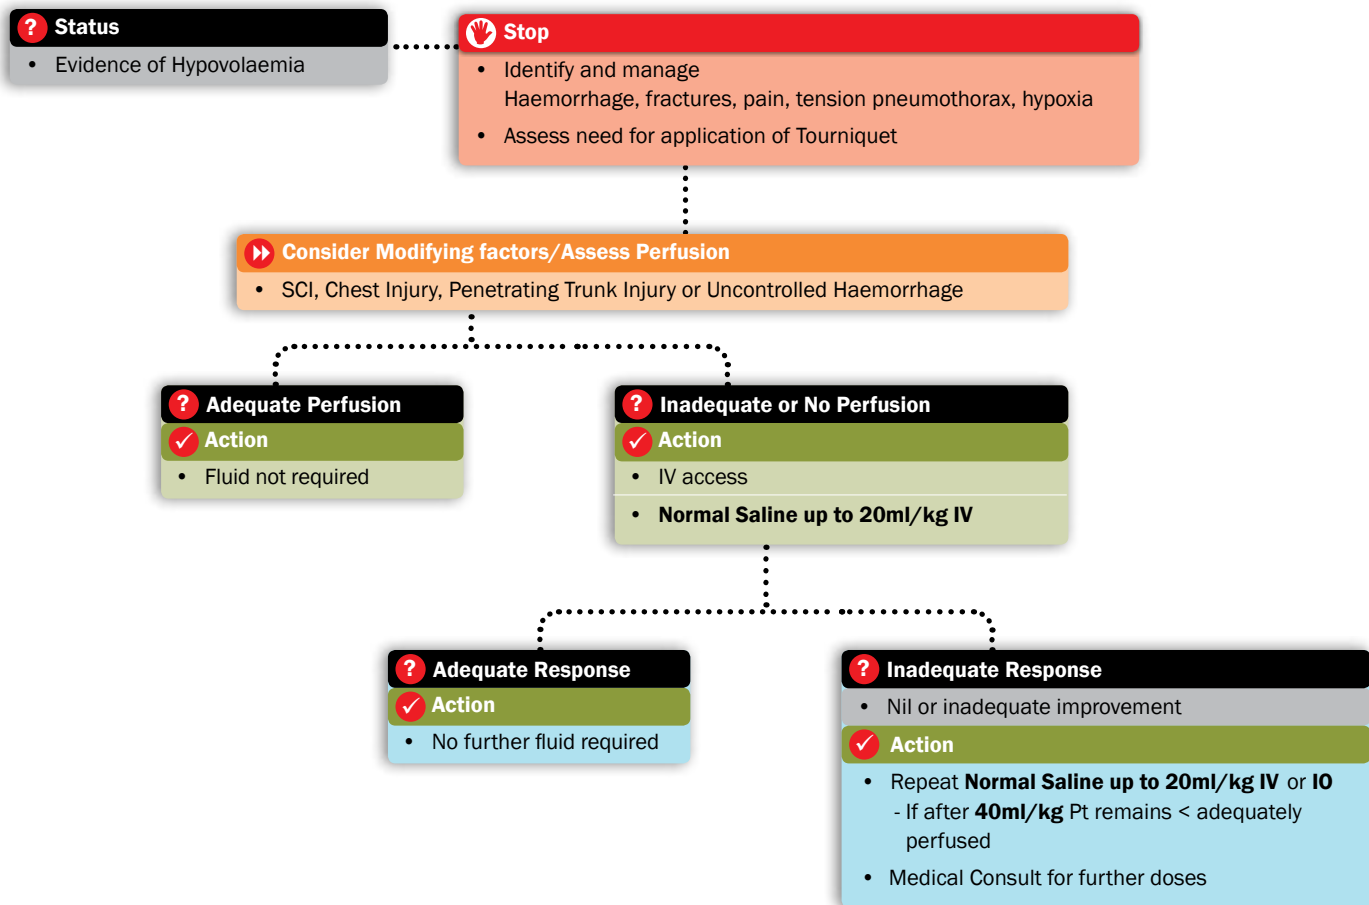 Status
• Evidence of Hypovolaemia
Stop
• Identify and manage
Haemorrhage, fractures, pain, tension pneumothorax, hypoxia
• Assess need for application of Tourniquet
Consider Modifying factors/Assess Perfusion
• SCI, Chest Injury, Penetrating Trunk Injury or Uncontrolled Haemorrhage
? Adequate Perfusion
Action
• Fluid not required
? Inadequate or No Perfusion
Action
• IV access
• Normal Saline up to 20ml/kg IV
? Adequate Response
Action
• No further fluid required
? Inadequate Response
• Nil or inadequate improvement
Action
• Repeat Normal Saline up to 20ml/kg IV or IO
- If after 40ml/kg Pt remains < adequately
perfused
• Medical Consult for further doses